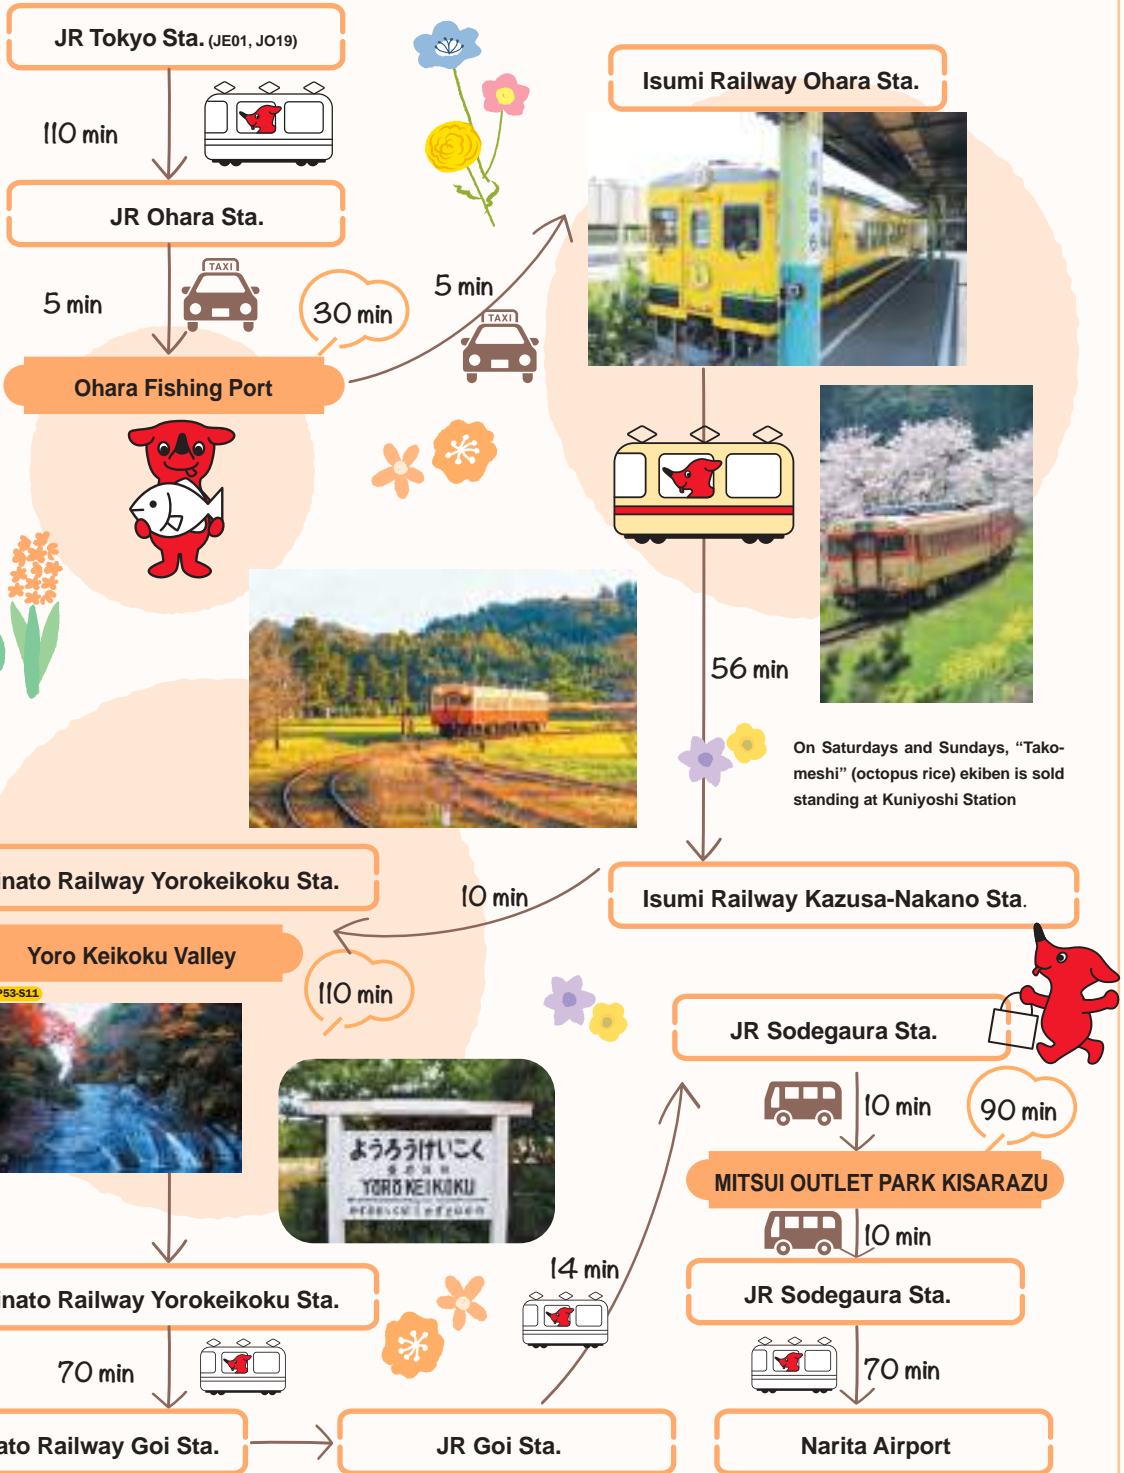 JR Tokyo Sta. (JE01, JO19)
110 min
JR Ohara Sta.
TAXI
5 min
30 min
Ohara Fishing Port
5 min
TAXI
Isumi Railway Ohara Sta.
56 min
On Saturdays and Sundays, “Tako-
meshi” (octopus rice) ekiben is sold
standing at Kuniyoshi Station
Isumi Railway Kazusa-Nakano Sta.
10 min
inato Railway Yorokeikoku Sta.
Yoro Keikoku Valley
110 min
P53-S11
ようろうけいこく
YŌRŌ KEIKOKU
inato Railway Yorokeikoku Sta.
70 min
ato Railway Goi Sta.
JR Goi Sta.
14 min
JR Sodegaura Sta.
10 min
90 min
MITSUI OUTLET PARK KISARAZU
10 min
JR Sodegaura Sta.
70 min
Narita Airport